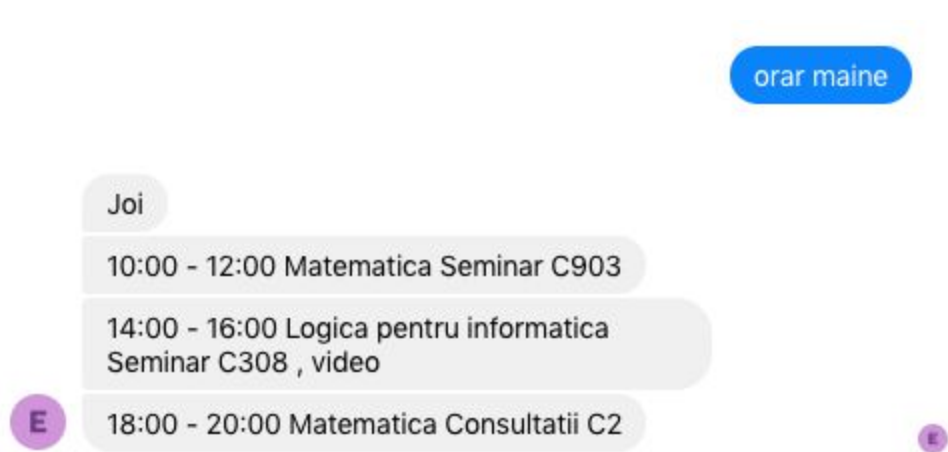 orar maine
Joi
10:00 - 12:00 Matematica Seminar C903
14:00 - 16:00 Logica pentru informatica
Seminar C308 , video
18:00 - 20:00 Matematica Consultatii C2
E
E